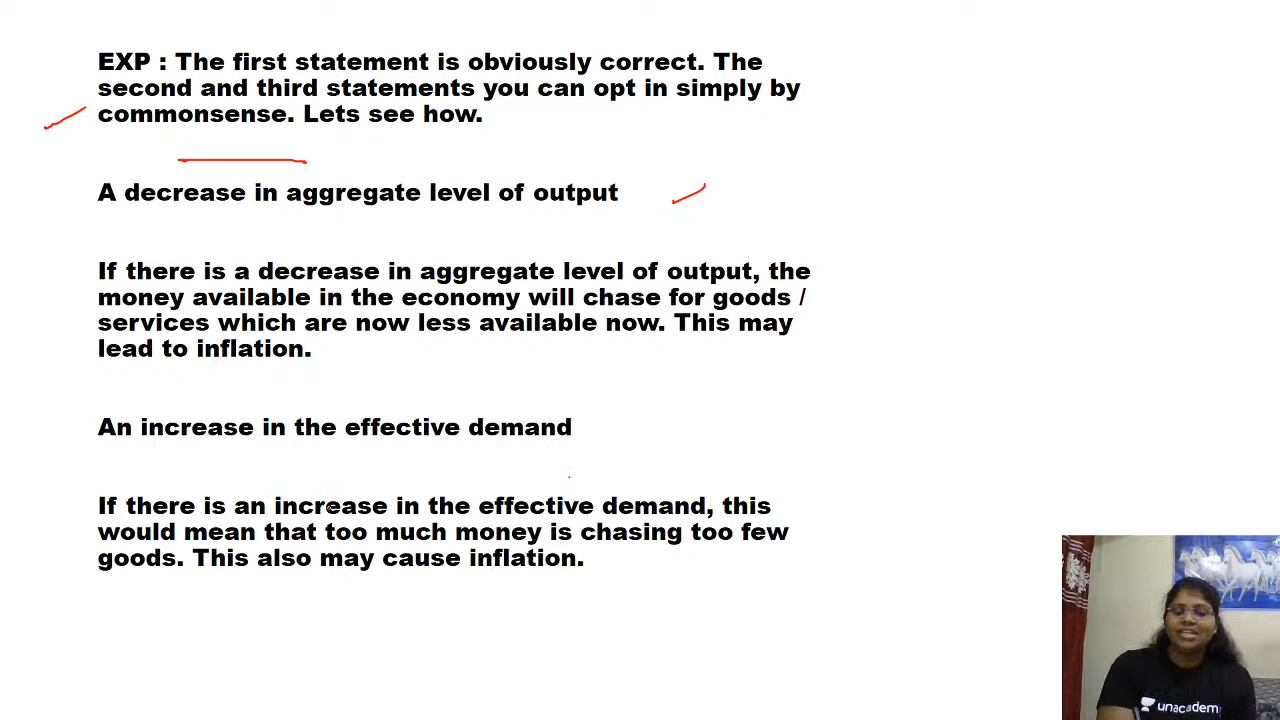 EXP : The first statement is obviously correct. The
second and third statements you can opt in simply by
commonsense. Lets see how.
A decrease in aggregate level of output
If there is a decrease in aggregate level of output, the
money available in the economy will chase for goods /
services which are now less available now. This may
lead to inflation.
An increase in the effective demand
If there is an increase in the effective demand, this
would mean that too much money is chasing too few
goods. This also may cause inflation.
unacademy